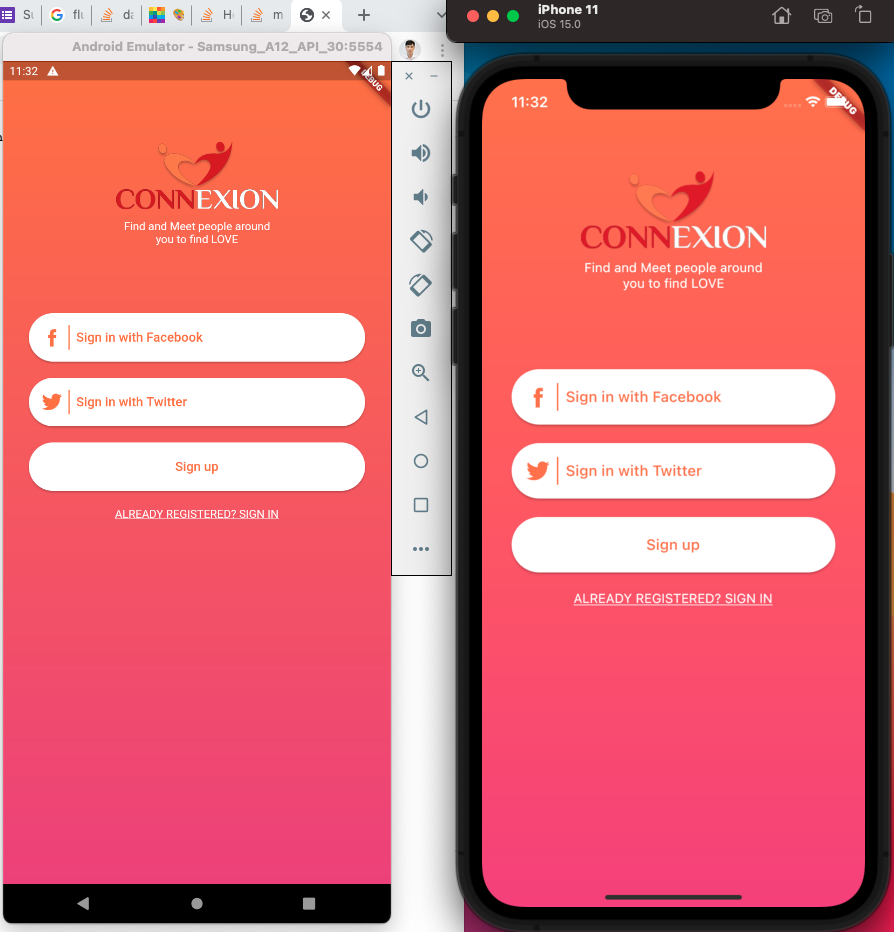 Su
flu
da
H
m
Android Emulator - Samsung_A12_API_30:5554
11:32
DEBUG
CONNEXION
Find and Meet people around
you to find LOVE
Sign in with Facebook
Sign in with Twitter
Sign up
ALREADY REGISTERED? SIGN IN
iPhone 11
iOS 15.0
11:32
DEBUG
CONNEXION
Find and Meet people around
you to find LOVE
Sign in with Facebook
Sign in with Twitter
Sign up
ALREADY REGISTERED? SIGN IN